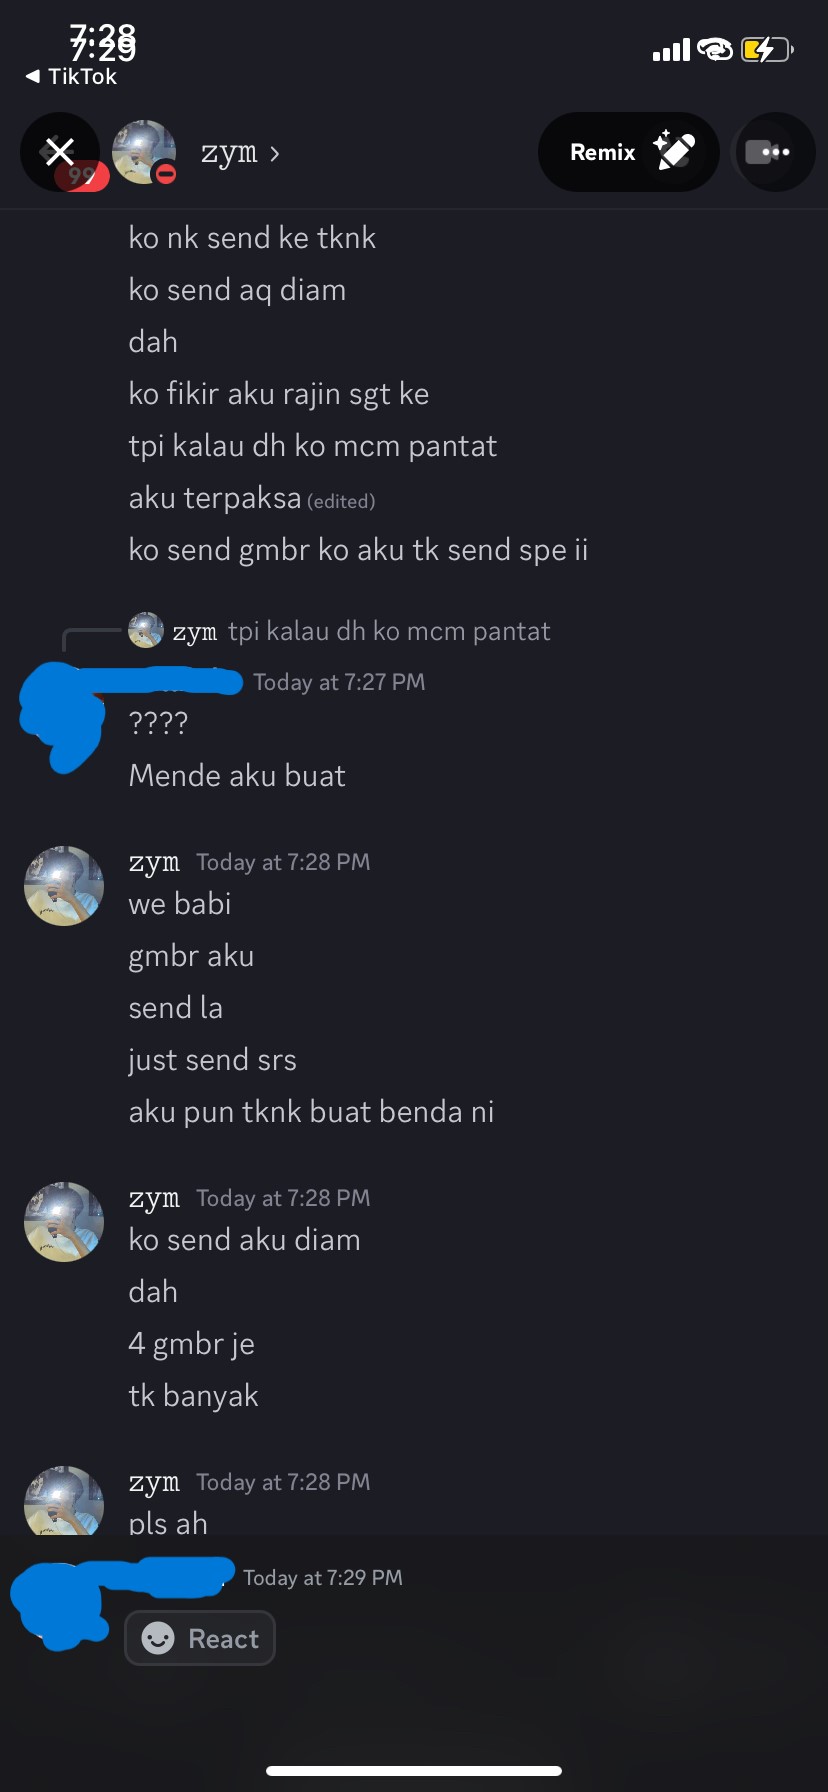 7:28
7:29
TikTok
99
zym
Remix
ko nk send ke tknk
ko send aq diam
dah
ko fikir aku rajin sgt ke
tpi kalau dh ko mcm pantat
aku terpaksa (edited)
ko send gmbr ko aku tk send spe ii
zym tpi kalau dh ko mcm pantat
Today at 7:27 PM
????
Mende aku buat
zym Today at 7:28 PM
we babi
gmbr aku
send la
just send srs
aku pun tknk buat benda ni
zym Today at 7:28 PM
ko send aku diam
dah
4 gmbr je
tk banyak
zym Today at 7:28 PM
pls ah
Today at 7:29 PM
React